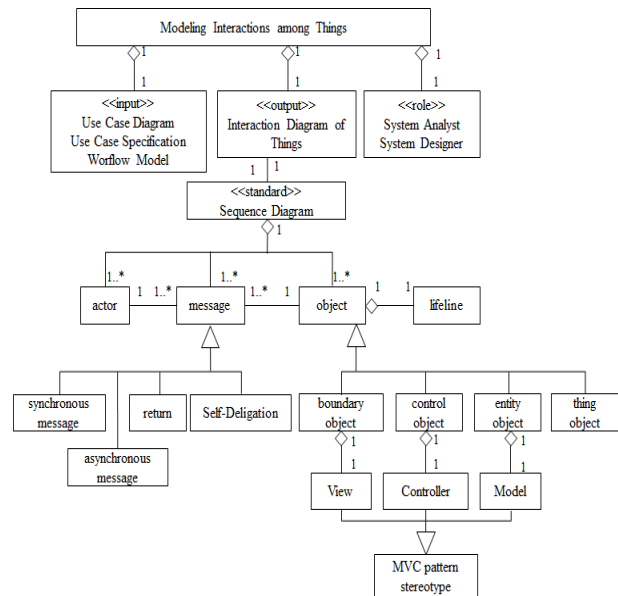 Modeling Interactions among Things
1 1 1
1 1 1
<<input>>
Use Case Diagram
Use Case Specification
Worflow Model
<<output>>
Interaction Diagram of
Things
<<role>>
System Analyst
System Designer
1 1
<<standard>>
Sequence Diagram
1
1..* 1..* 1..*
actor
1 1..*
message
1..* 1
object
1 1
lifeline
synchronous
message
asynchronous
message
return
Self-Deligation
boundary
object
control
object
entity
object
thing
object
1 1 1
1 1 1
View
Controller
Model
MVC pattern
stereotype